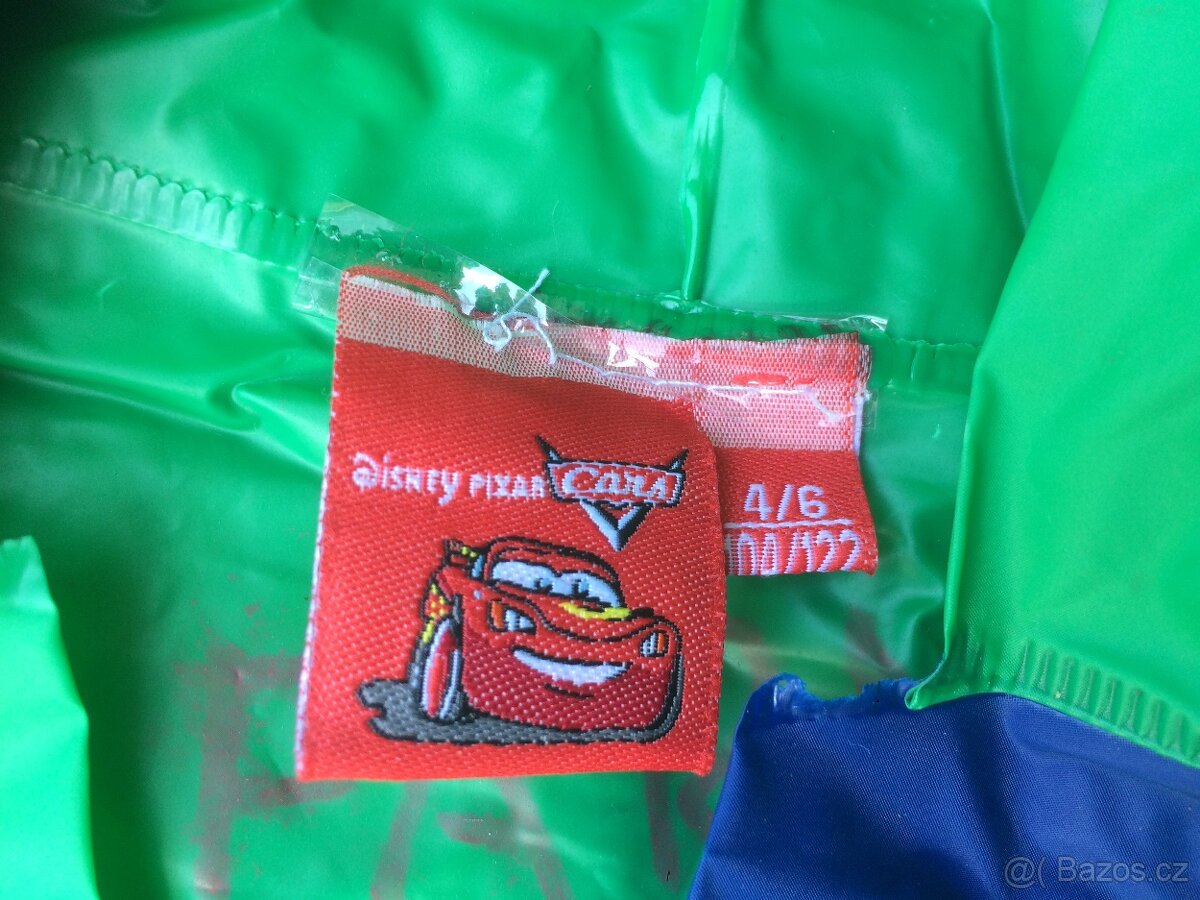 Disney PIXAR Cars
4/6
104/122
@( Bazos.cz